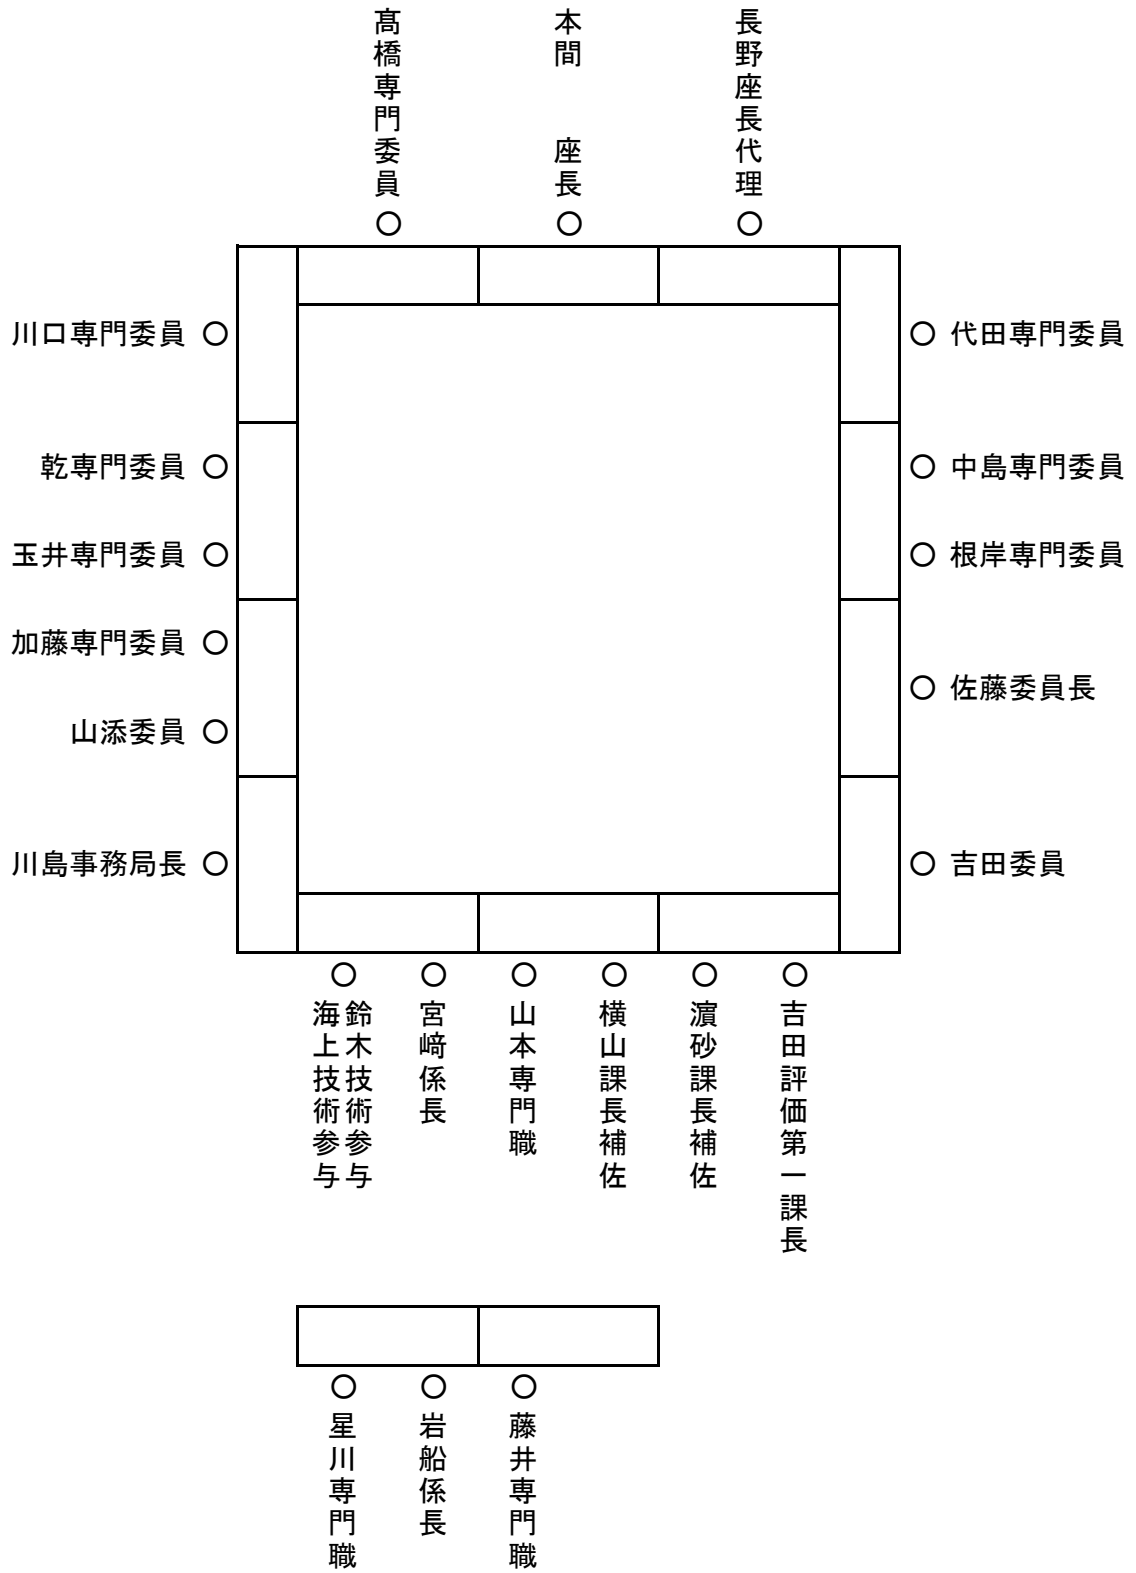 髙橋専門委員
本間　座長
長野座長代理
川口専門委員
代田専門委員
乾専門委員
中島専門委員
玉井専門委員
根岸専門委員
加藤専門委員
佐藤委員長
山添委員
川島事務局長
吉田委員
鈴木技術参与
海上技術参与
宮﨑係長
山本専門職
横山課長補佐
濵砂課長補佐
吉田評価第一課長
星川専門職
岩船係長
藤井専門職